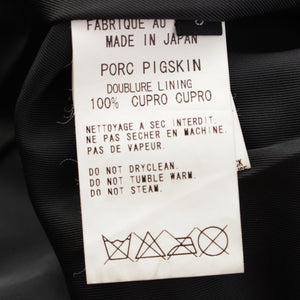 FABRIQUE AU
MADE IN JAPAN
PORC PIGSKIN
DOUBLURE LINING
100% CUPRO CUPRO
NETTOYAGE A SEC INTERDIT.
NE PAS SECHER EN MACHINE.
PAS DE VAPEUR.
DO NOT DRYCLEAN.
DO NOT TUMBLE WARM.
DO NOT STEAM.